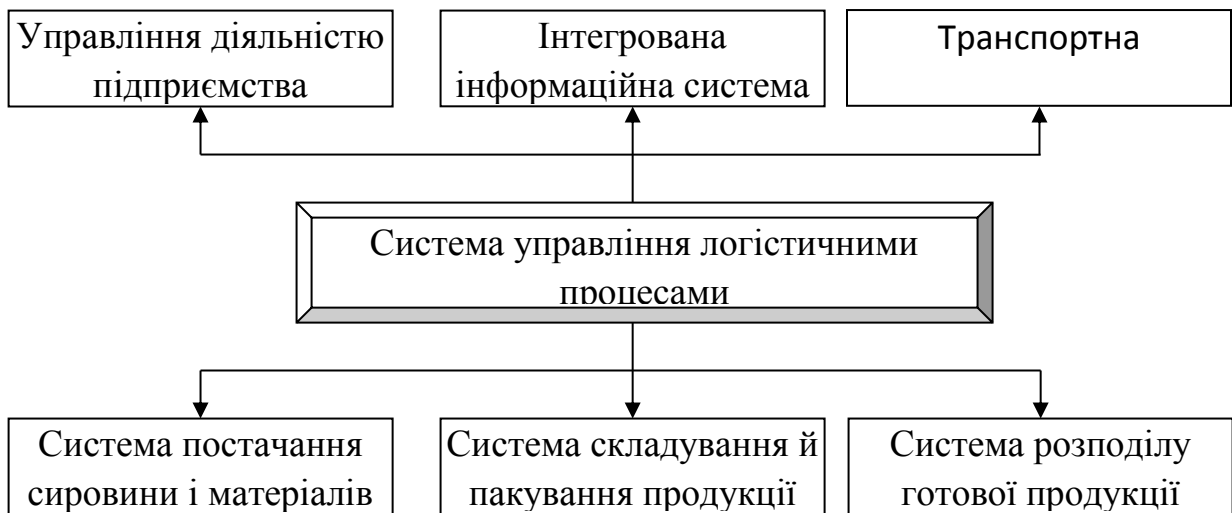 Управління діяльністю
підприємства
Інтегрована
інформаційна система
Транспортна
Система управління логістичними
процесами
Система постачання
сировини і матеріалів
Система складування й
пакування продукції
Система розподілу
готової продукції